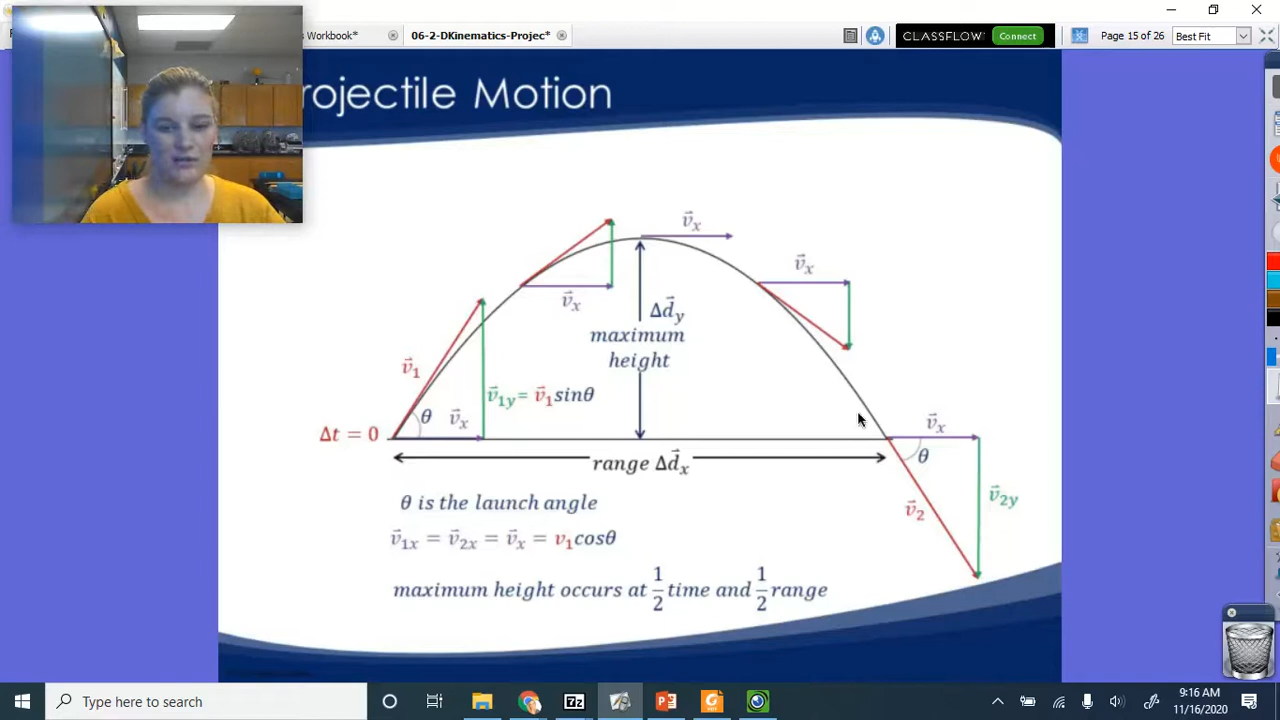 s Workbook*
06-2-DKinematics-Projec*
CLASSFLOW
Connect
Page 15 of 26
Best Fit
rojectile Motion
v⃗x
v⃗x
v⃗x
Δd⃗y
maximum
height
v⃗1
v⃗1y = v⃗1sinθ
θ
v⃗x
Δt = 0
v⃗x
θ
range Δd⃗x
v⃗2y
v⃗2
θ is the launch angle
v⃗1x = v⃗2x = v⃗x = v1cosθ
maximum height occurs at 1/2 time and 1/2 range
Type here to search
Zz
9:16 AM
11/16/2020